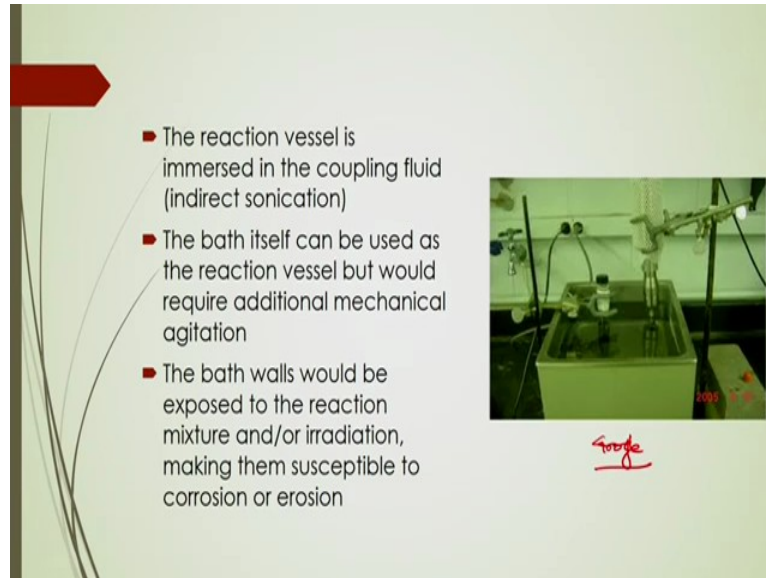 The reaction vessel is
immersed in the coupling fluid
(indirect sonication)
The bath itself can be used as
the reaction vessel but would
require additional mechanical
agitation
The bath walls would be
exposed to the reaction
mixture and/or irradiation,
making them susceptible to
corrosion or erosion
2005
Google